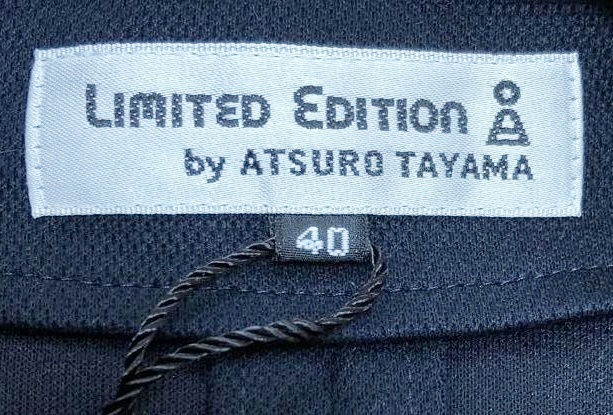 LIMITED EDITION
by ATSURO TAYAMA
40